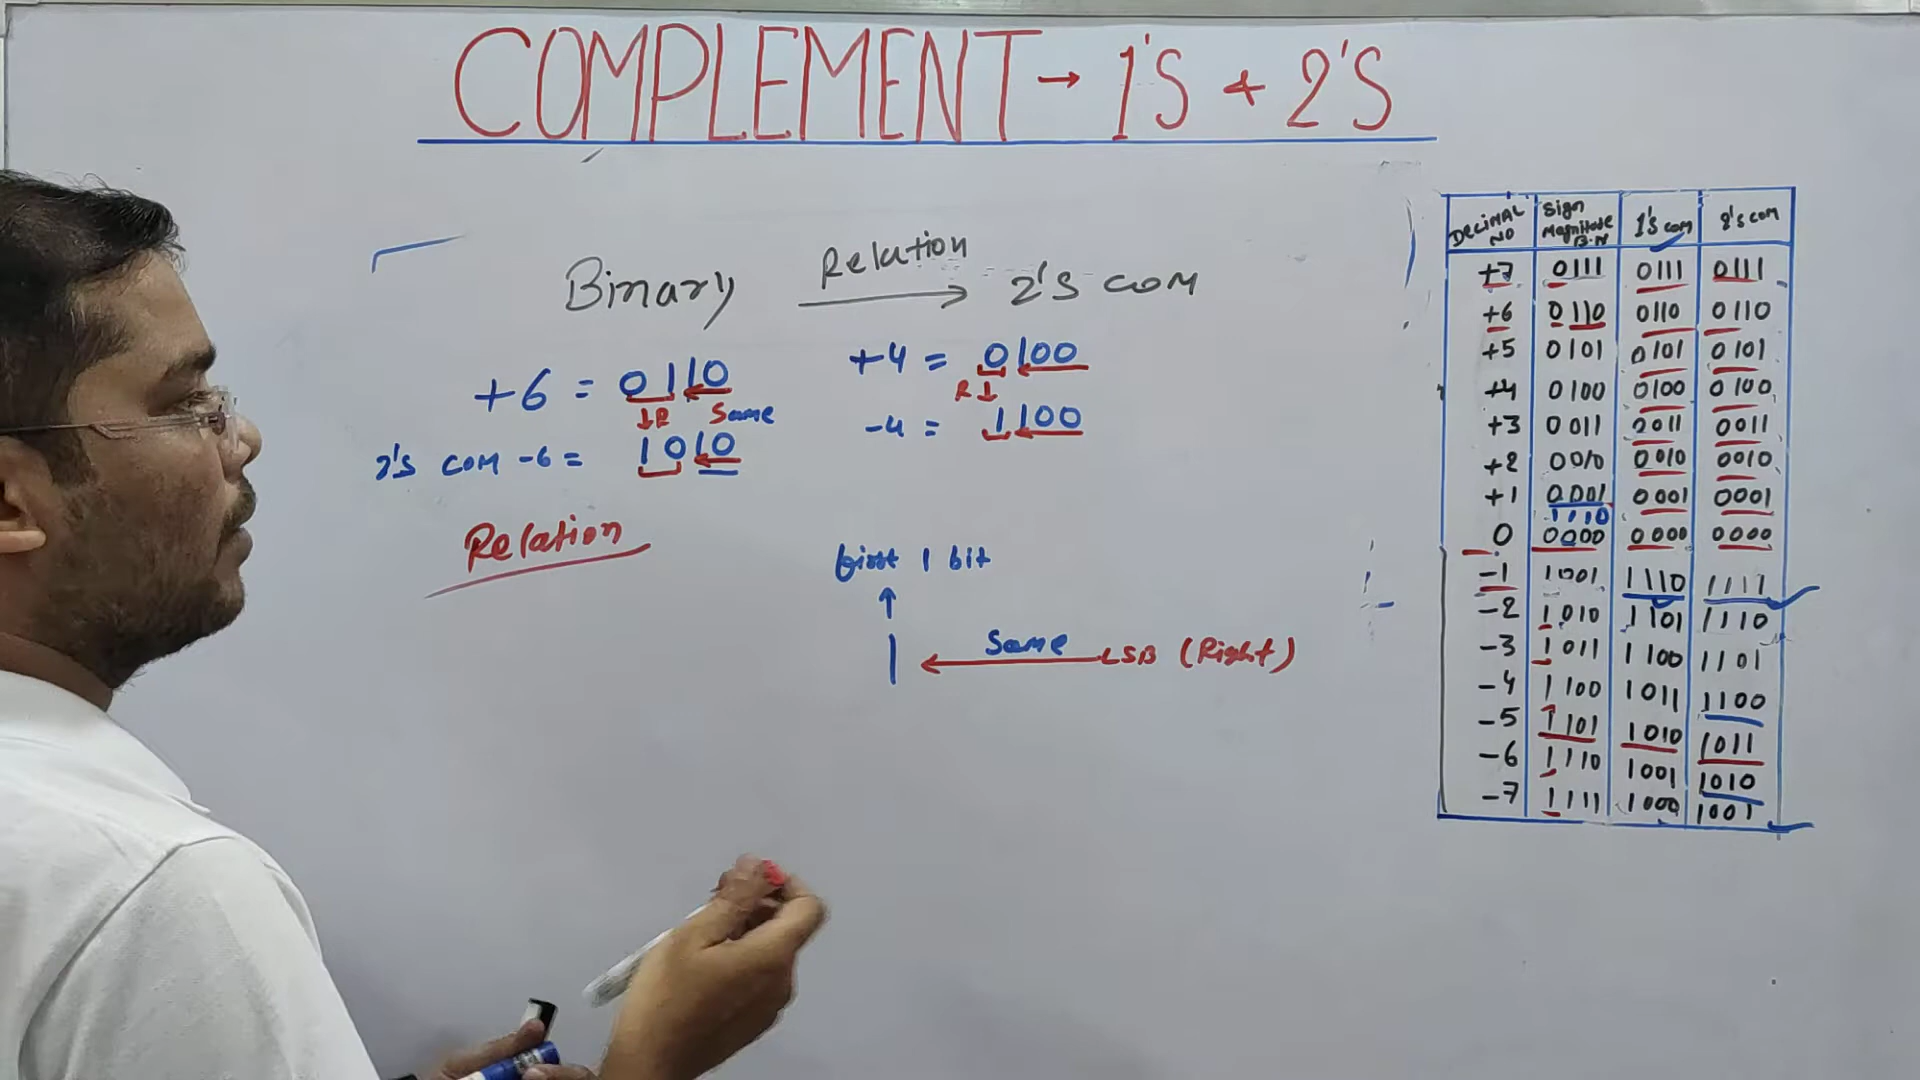 COMPLEMENT → 1'S & 2'S
Binary Relation → 2'S COM
+6 = 0110
↓R Same
2'S COM -6 = 1010
+4 = 0100
R↓
-4 = 1100
Relation
first 1 bit
↑
1 ← Same LSB (Right)
DECIMAL NO Sign Magnitude B.N 1'S COM 2'S COM
+7 0111 0111 0111
+6 0110 0110 0110
+5 0101 0101 0101
+4 0100 0100 0100
+3 0011 0011 0011
+2 0010 0010 0010
+1 0001 0001 0001
1110
0 0000 0000 0000
-1 1001 1110 1111
-2 1010 1101 1110
-3 1011 1100 1101
-4 1100 1011 1100
-5 1101 1010 1011
-6 1110 1001 1010
-7 1111 1000 1001